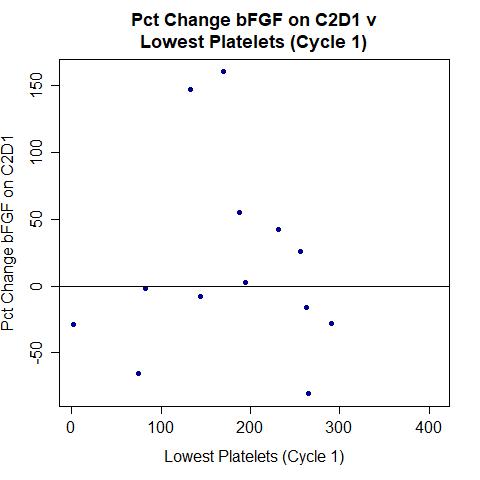 Pct Change bFGF on C2D1 v
Lowest Platelets (Cycle 1)
Pct Change bFGF on C2D1
150
100
50
0
-50
0 100 200 300 400
Lowest Platelets (Cycle 1)